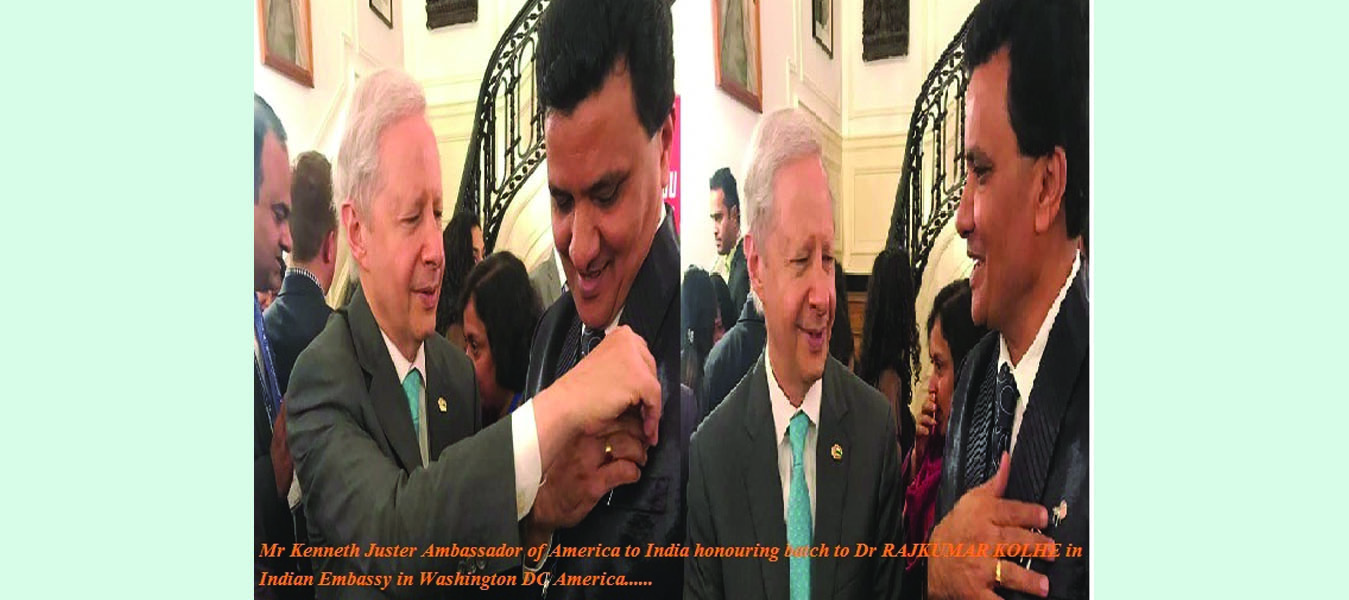 Mr Kenneth Juster Ambassador of America to India honouring batch to Dr RAJKUMAR KOLHE in
Indian Embassy in Washington DC, America......